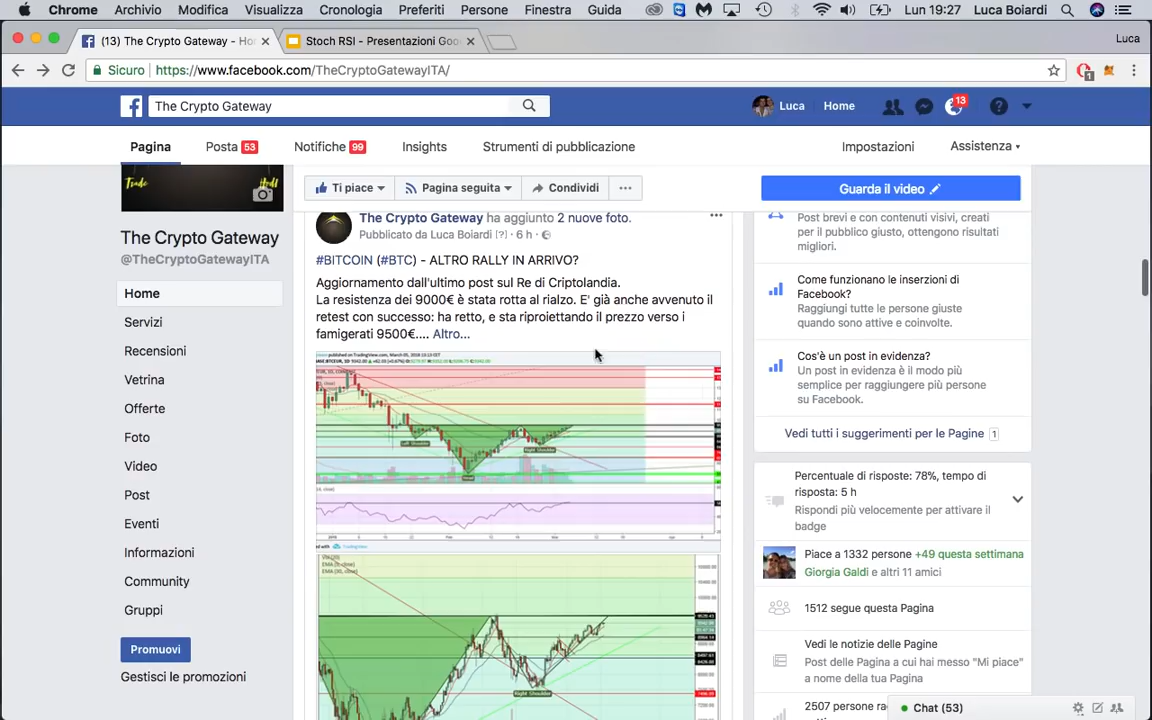 Chrome Archivio Modifica Visualizza Cronologia Preferiti Persone Finestra Guida Lun 19:27 Luca Boiardi
(13) The Crypto Gateway - Ho
Stoch RSI - Presentazioni Goo
Luca
Sicuro https://www.facebook.com/TheCryptoGatewayITA/
The Crypto Gateway
Luca Home 13
Pagina Posta 53 Notifiche 99 Insights Strumenti di pubblicazione Impostazioni Assistenza
Trade Hodl
Ti piace Pagina seguita Condividi ...
Guarda il video
The Crypto Gateway
@TheCryptoGatewayITA
Home
Servizi
Recensioni
Vetrina
Offerte
Foto
Video
Post
Eventi
Informazioni
Community
Gruppi
Promuovi
Gestisci le promozioni
The Crypto Gateway ha aggiunto 2 nuove foto.
Pubblicato da Luca Boiardi [?] · 6 h ·
#BITCOIN (#BTC) - ALTRO RALLY IN ARRIVO?
Aggiornamento dall'ultimo post sul Re di Criptolandia.
La resistenza dei 9000€ è stata rotta al rialzo. E' già anche avvenuto il
retest con successo: ha retto, e sta riproiettando il prezzo verso i
famigerati 9500€.... Altro...
Left Shoulder
Head
Right Shoulder
Right Shoulder
Post brevi e con contenuti visivi, creati
per il pubblico giusto, ottengono risultati
migliori.
Come funzionano le inserzioni di
Facebook?
Raggiungi tutte le persone giuste
quando sono attive e coinvolte.
Cos'è un post in evidenza?
Un post in evidenza è il modo più
semplice per raggiungere più persone
su Facebook.
Vedi tutti i suggerimenti per le Pagine 1
Percentuale di risposte: 78%, tempo di
risposta: 5 h
Rispondi più velocemente per attivare il
badge
Piace a 1332 persone +49 questa settimana
Giorgia Galdi e altri 11 amici
1512 segue questa Pagina
Vedi le notizie delle Pagine
Post delle Pagine a cui hai messo "Mi piace"
a nome della tua Pagina
2507 persone
Chat (53)